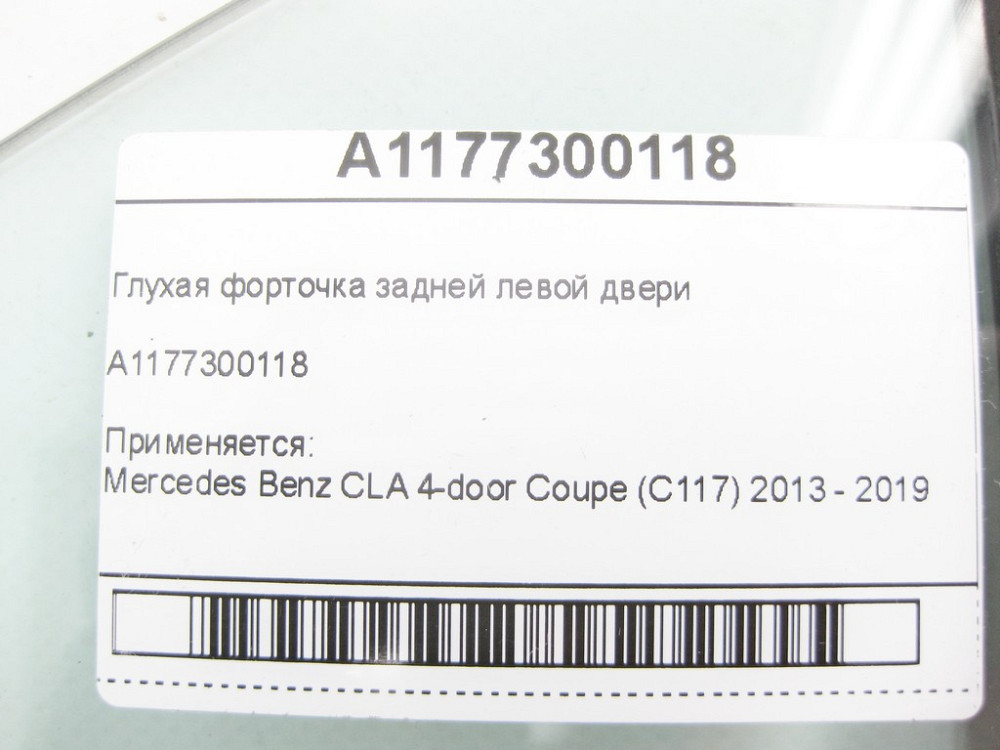 A1177300118
Глухая форточка задней левой двери
A1177300118
Применяется:
Mercedes Benz CLA 4-door Coupe (C117) 2013 - 2019